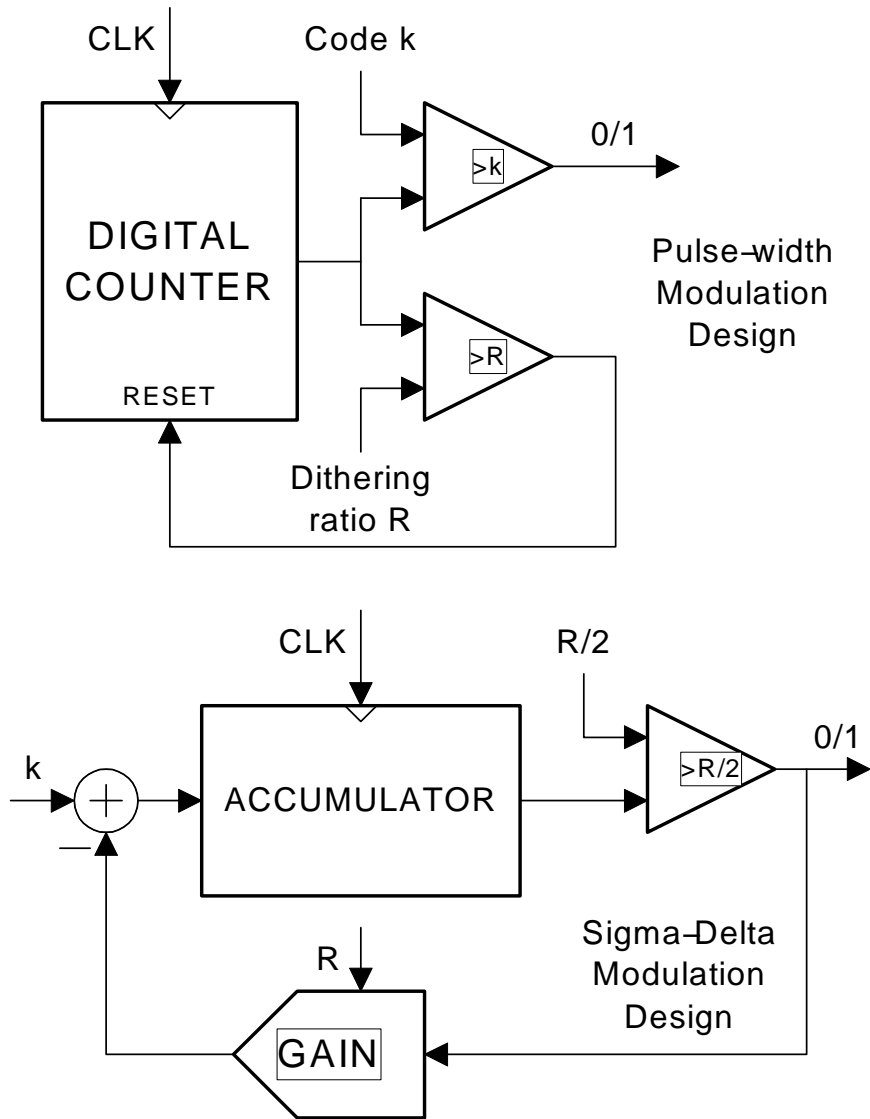 CLK
Code k
0/1
>k
DIGITAL
COUNTER
Pulse–width
Modulation
Design
>R
RESET
Dithering
ratio R
CLK
R/2
0/1
k
+
ACCUMULATOR
>R/2
–
R
Sigma–Delta
Modulation
Design
GAIN